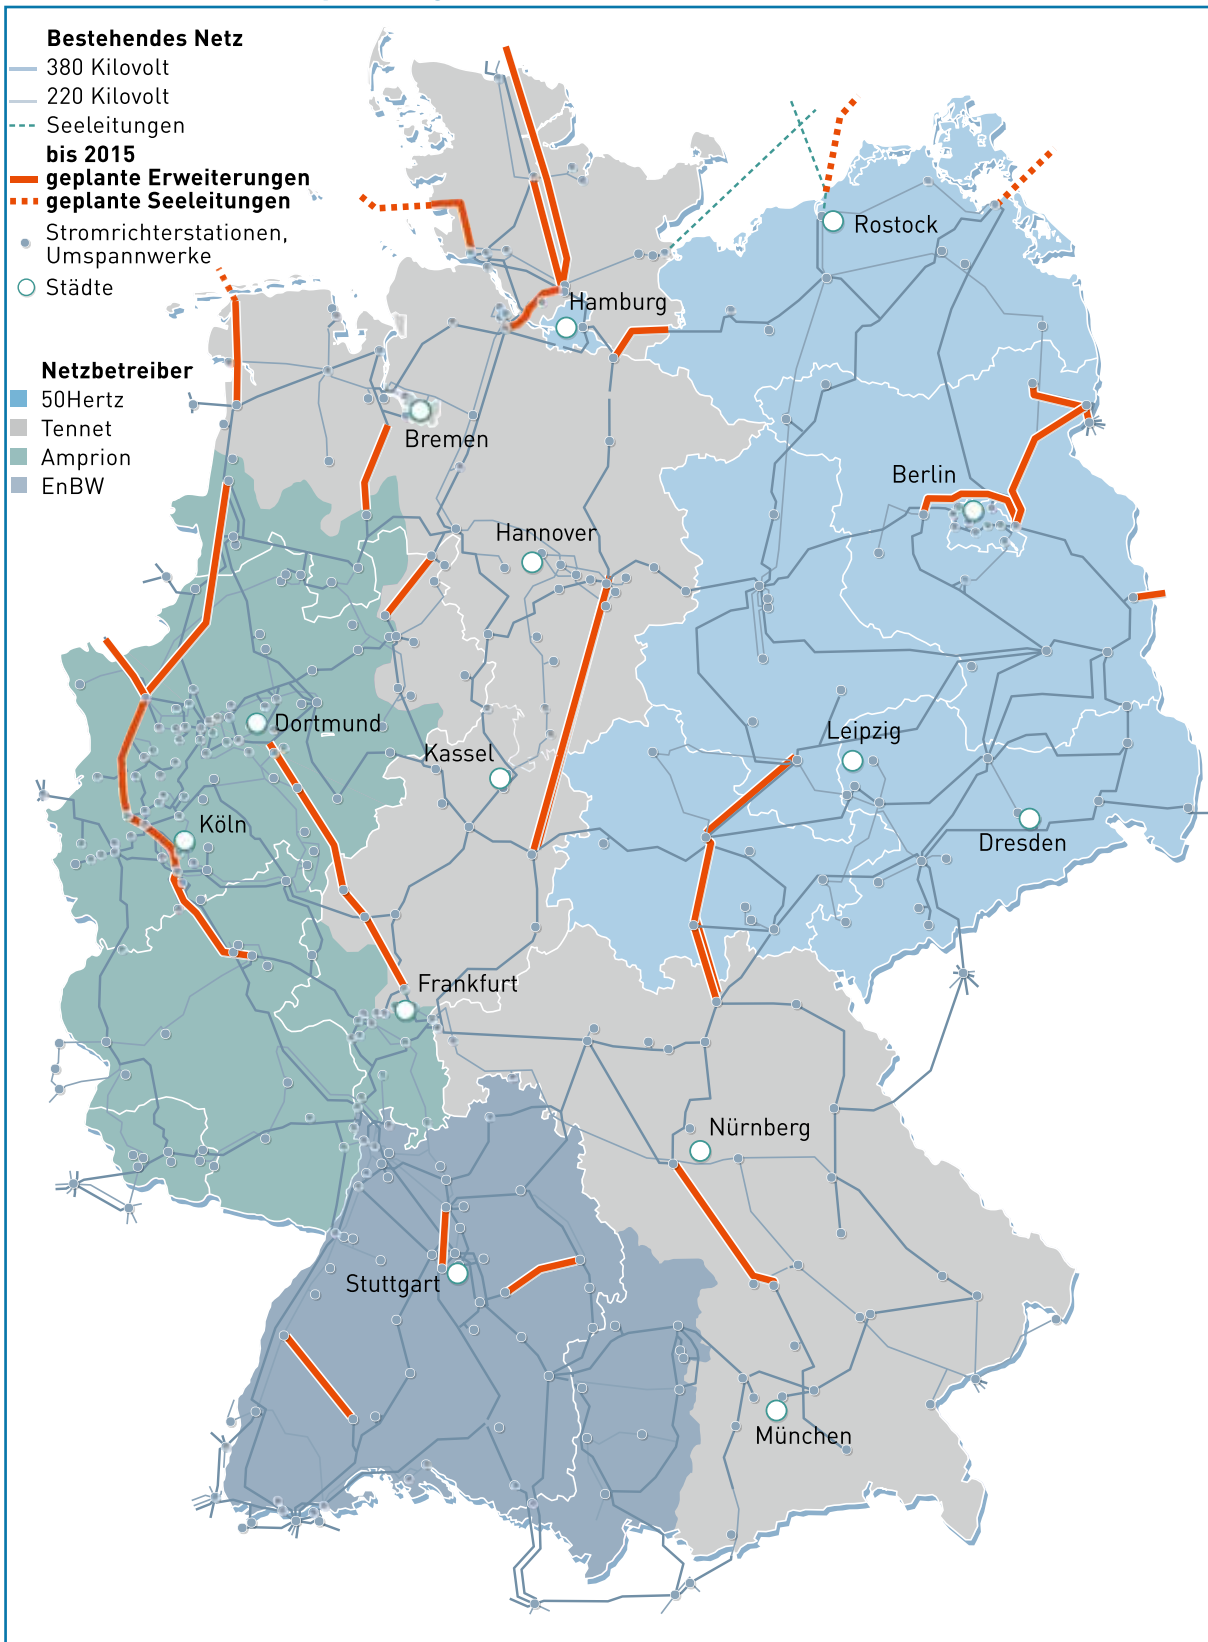 Bestehendes Netz
380 Kilovolt
220 Kilovolt
Seeleitungen
bis 2015
geplante Erweiterungen
geplante Seeleitungen
Stromrichterstationen,
Umspannwerke
Städte
Netzbetreiber
50Hertz
Tennet
Amprion
EnBW
Rostock
Hamburg
Bremen
Berlin
Hannover
Dortmund
Kassel
Leipzig
Köln
Dresden
Frankfurt
Nürnberg
Stuttgart
München